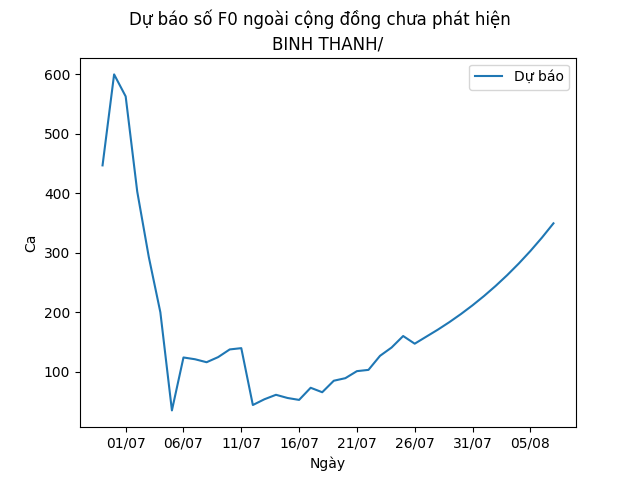 Dự báo số F0 ngoài cộng đồng chưa phát hiện
BINH THANH/
Dự báo
600
500
400
300
200
100
Ca
01/07 06/07 11/07 16/07 21/07 26/07 31/07 05/08
Ngày